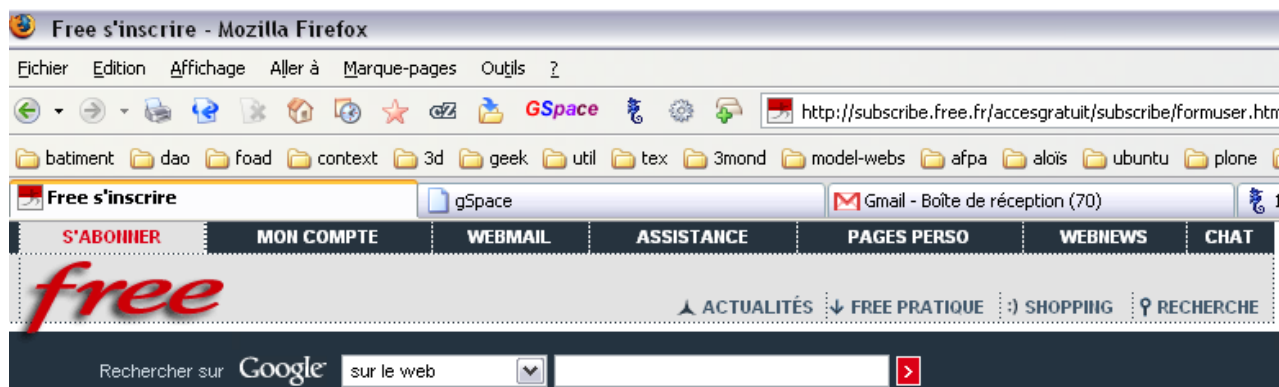 Free s'inscrire - Mozilla Firefox
Fichier Edition Affichage Aller à Marque-pages Outils ?
GSpace http://subscribe.free.fr/accesgratuit/subscribe/formuser.htm
batiment dao foad context 3d geek util tex 3mond model-webs afpa aloïs ubuntu plone
Free s'inscrire gSpace Gmail - Boîte de réception (70)
S'ABONNER MON COMPTE WEBMAIL ASSISTANCE PAGES PERSO WEBNEWS CHAT
free
ACTUALITÉS FREE PRATIQUE :) SHOPPING RECHERCHE
Rechercher sur Google sur le web >